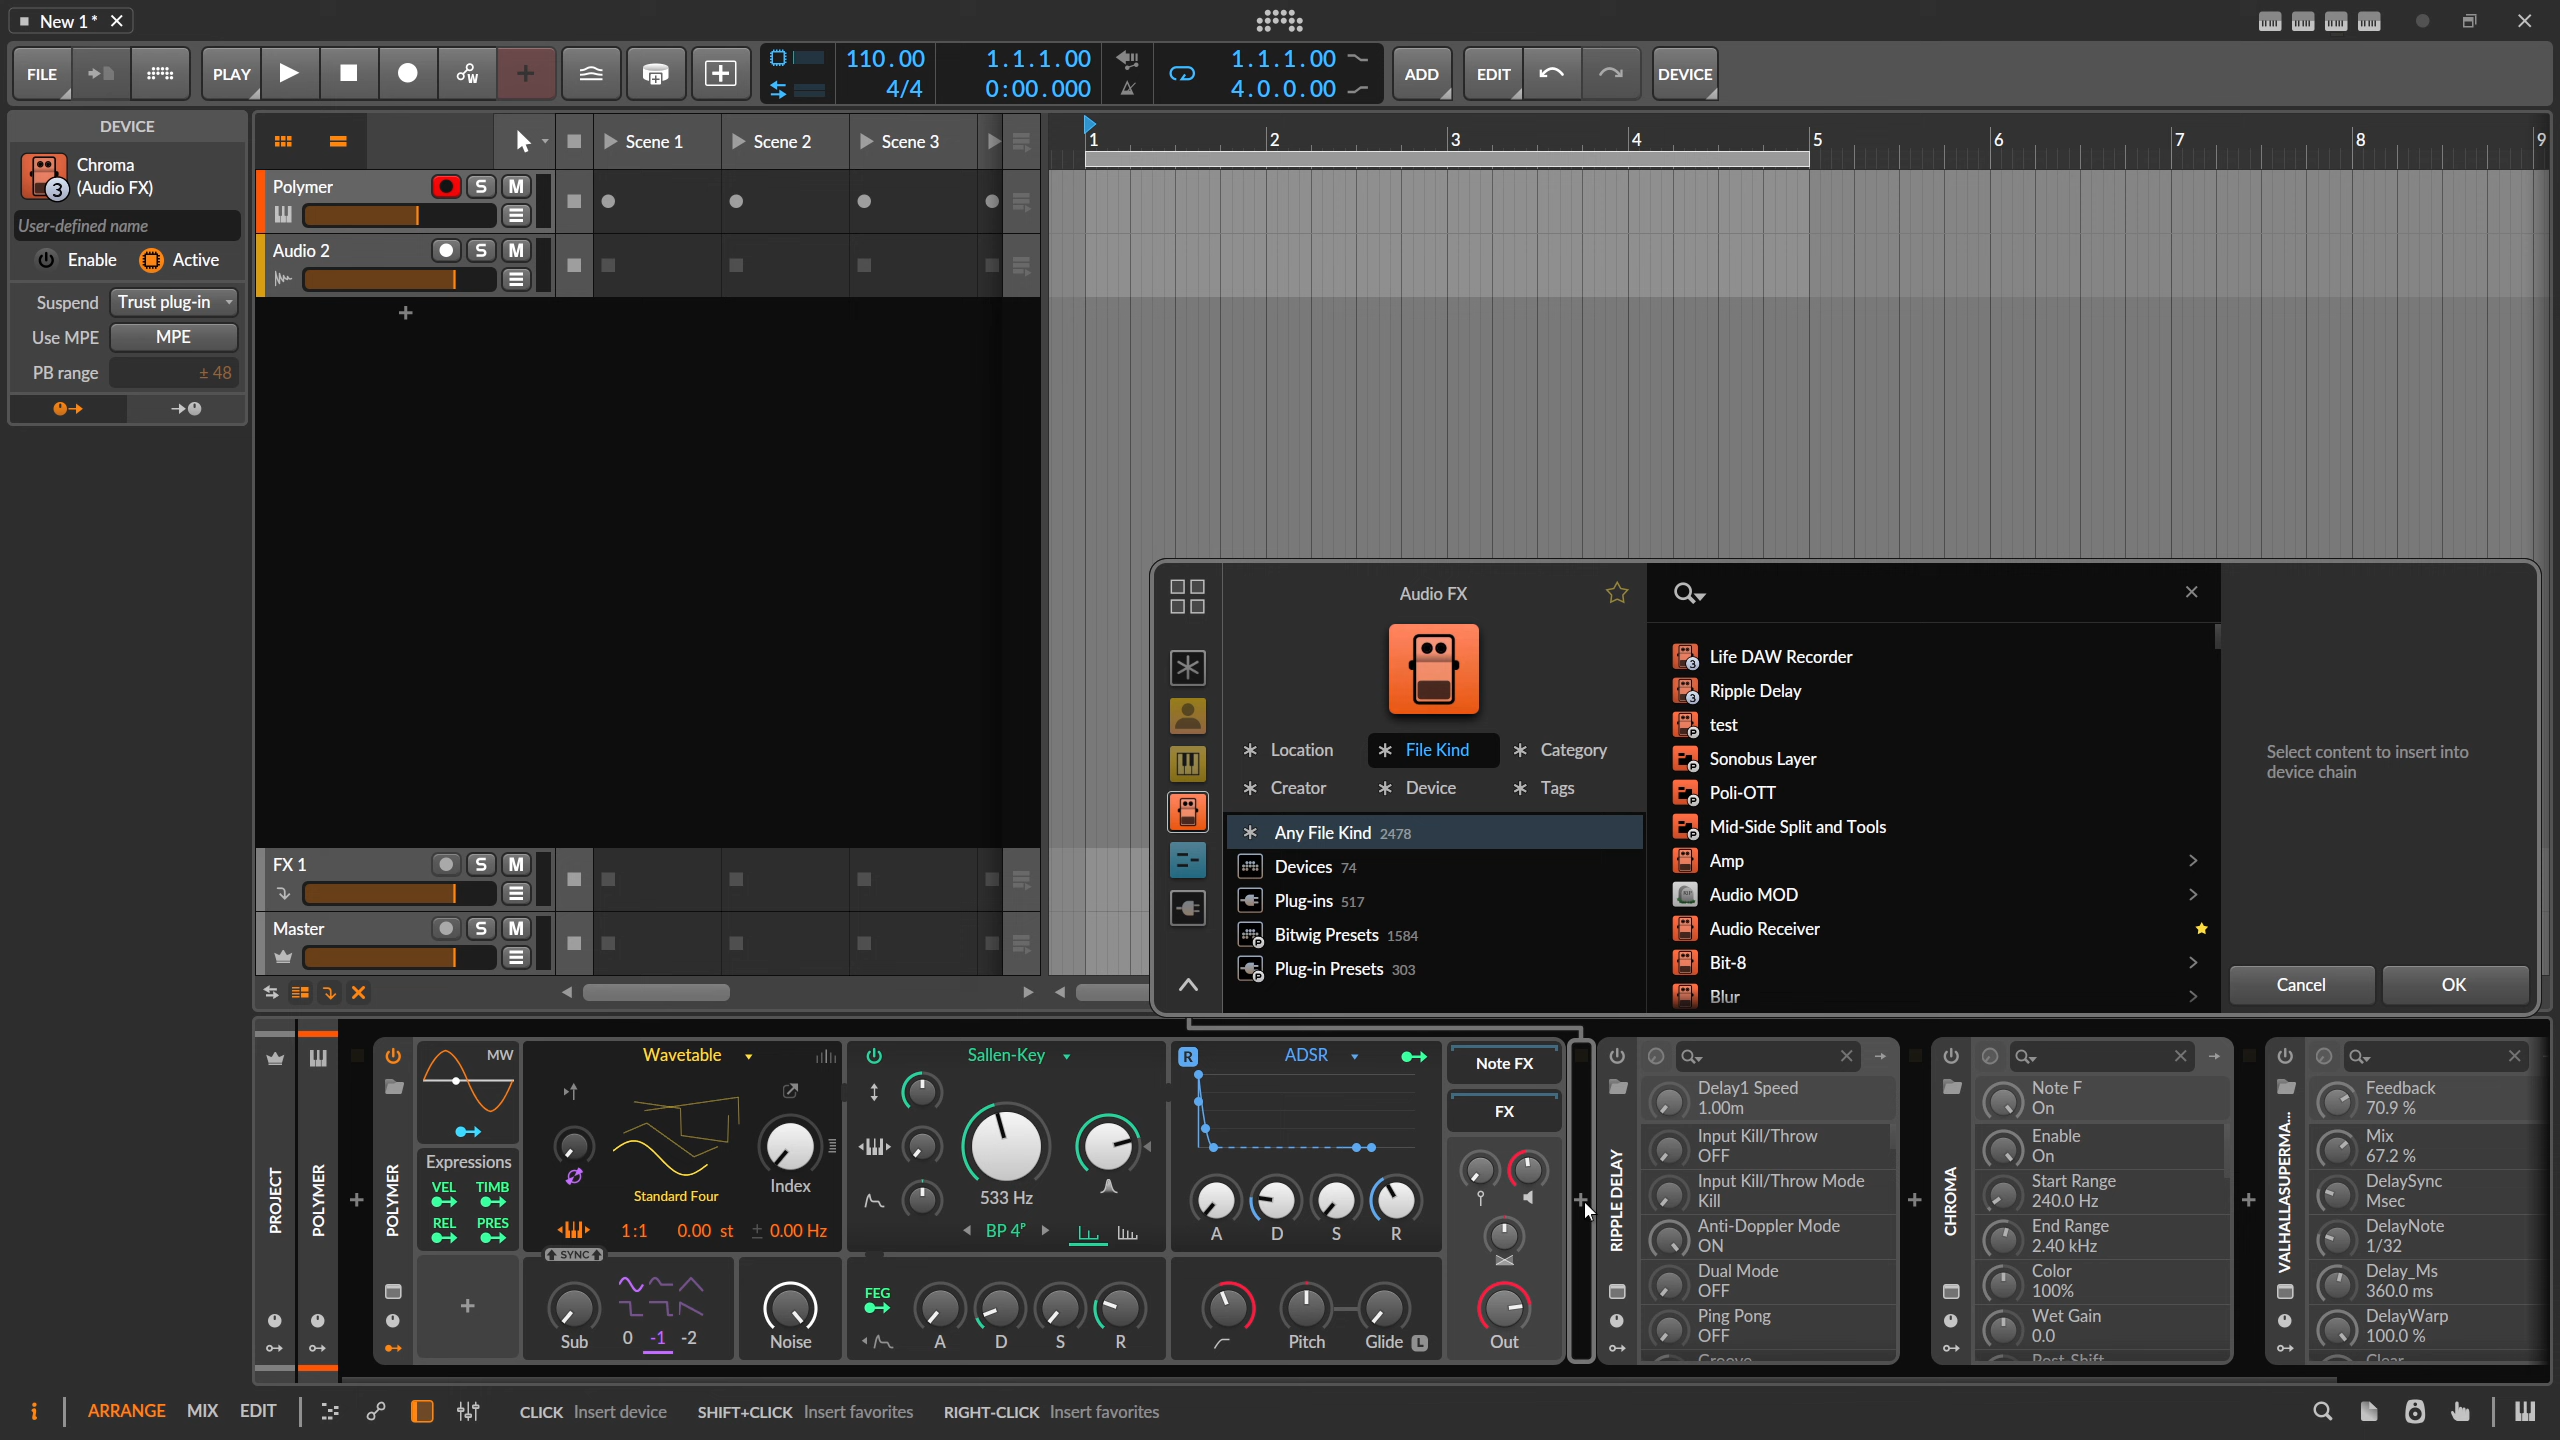 New 1*
FILE
PLAY
W
110.00
4/4
1.1.1.00
0:00.000
1.1.1.00
4.0.0.00
ADD
EDIT
DEVICE
DEVICE
Chroma
(Audio FX)
3
User-defined name
Enable
Active
Suspend
Trust plug-in
Use MPE
MPE
PB range
± 48
Scene 1
Scene 2
Scene 3
1
2
3
4
5
6
7
8
9
Polymer
S
M
Audio 2
S
M
FX 1
S
M
Master
S
M
Audio FX
Location
File Kind
Category
Creator
Device
Tags
Any File Kind 2478
Devices 74
Plug-ins 517
Bitwig Presets 1584
Plug-in Presets 303
Life DAW Recorder
Ripple Delay
test
Sonobus Layer
Poli-OTT
Mid-Side Split and Tools
Amp
Audio MOD
Audio Receiver
Bit-8
Blur
Select content to insert into
device chain
Cancel
OK
PROJECT
POLYMER
POLYMER
MW
Expressions
VEL
TIMB
REL
PRES
Wavetable
Standard Four
Index
1:1
0.00 st
± 0.00 Hz
SYNC
Sub
0
-1
-2
Noise
Sallen-Key
533 Hz
BP 4P
FEG
A
D
S
R
R
ADSR
A
D
S
R
Pitch
Glide
L
Note FX
FX
Out
RIPPLE DELAY
Delay1 Speed
1.00m
Input Kill/Throw
OFF
Input Kill/Throw Mode
Kill
Anti-Doppler Mode
ON
Dual Mode
OFF
Ping Pong
OFF
Groove
CHROMA
Note F
On
Enable
On
Start Range
240.0 Hz
End Range
2.40 kHz
Color
100%
Wet Gain
0.0
Post Shift
VALHALLASUPERMA...
Feedback
70.9 %
Mix
67.2 %
DelaySync
Msec
DelayNote
1/32
Delay_Ms
360.0 ms
DelayWarp
100.0 %
Clear
i
ARRANGE
MIX
EDIT
CLICK Insert device
SHIFT+CLICK Insert favorites
RIGHT-CLICK Insert favorites